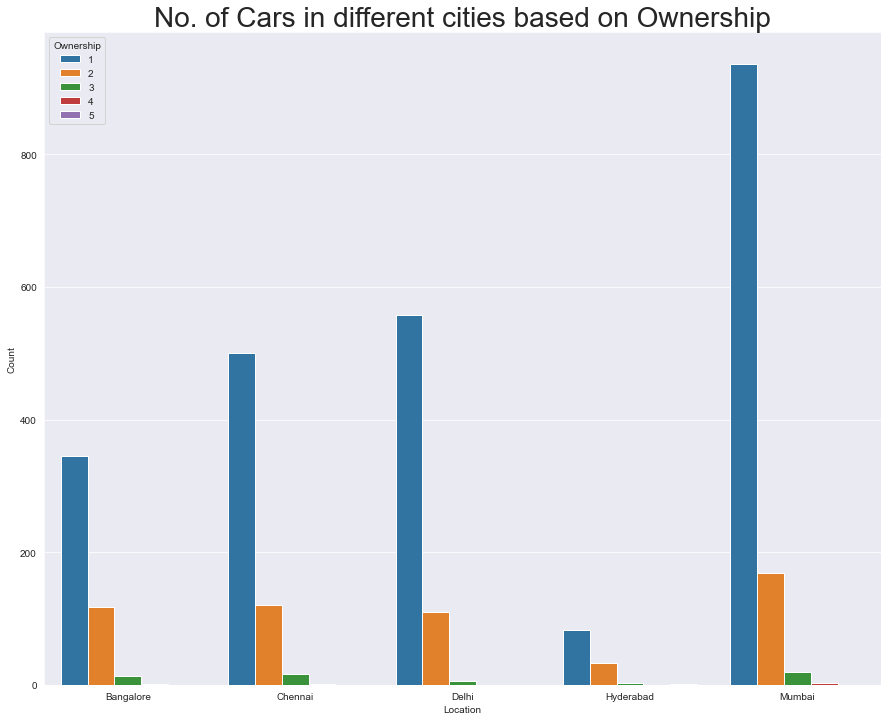 No. of Cars in different cities based on Ownership
Ownership
1
2
3
4
5
800
600
400
200
0
Count
Bangalore
Chennai
Delhi
Hyderabad
Mumbai
Location